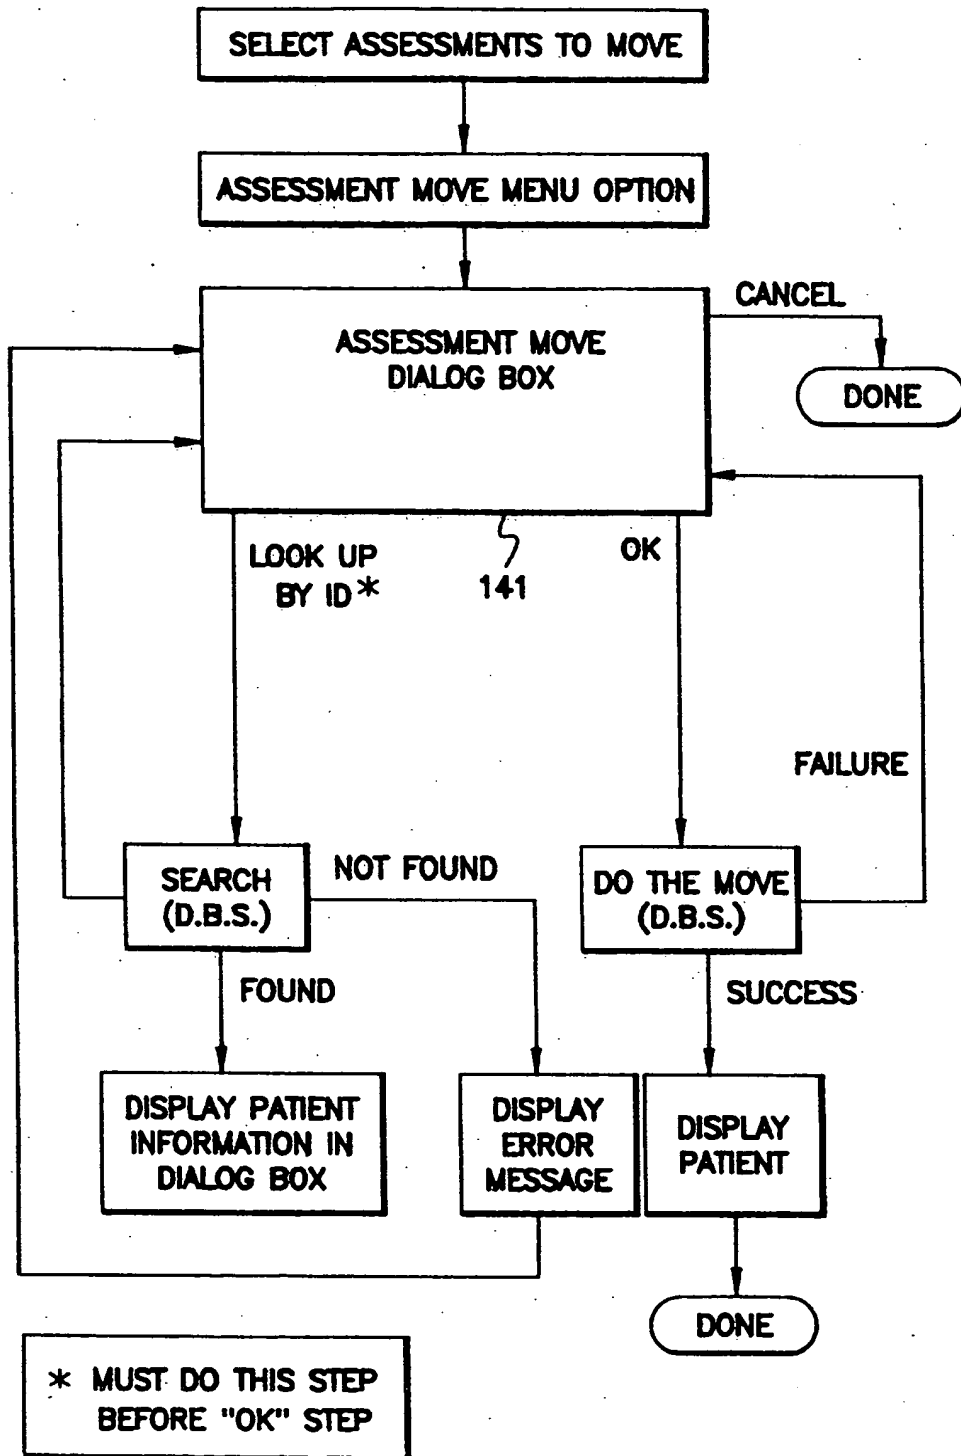 SELECT ASSESSMENTS TO MOVE
ASSESSMENT MOVE MENU OPTION
CANCEL
ASSESSMENT MOVE
DIALOG BOX
DONE
LOOK UP
BY ID*
141
OK
FAILURE
SEARCH
(D.B.S.)
NOT FOUND
DO THE MOVE
(D.B.S.)
FOUND
SUCCESS
DISPLAY PATIENT
INFORMATION IN
DIALOG BOX
DISPLAY
ERROR
MESSAGE
DISPLAY
PATIENT
DONE
* MUST DO THIS STEP
BEFORE "OK" STEP